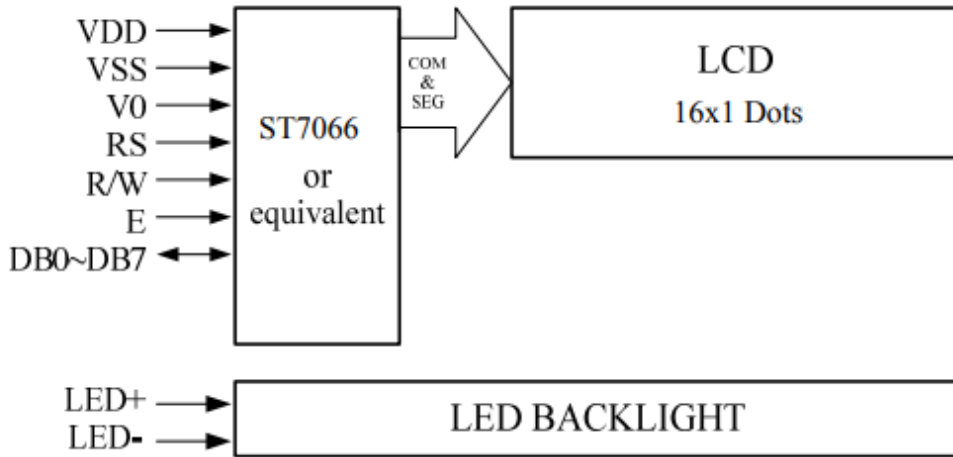 VDD
VSS
V0
RS
R/W
E
DB0~DB7
ST7066
or
equivalent
COM
&
SEG
LCD
16x1 Dots
LED+
LED-
LED BACKLIGHT